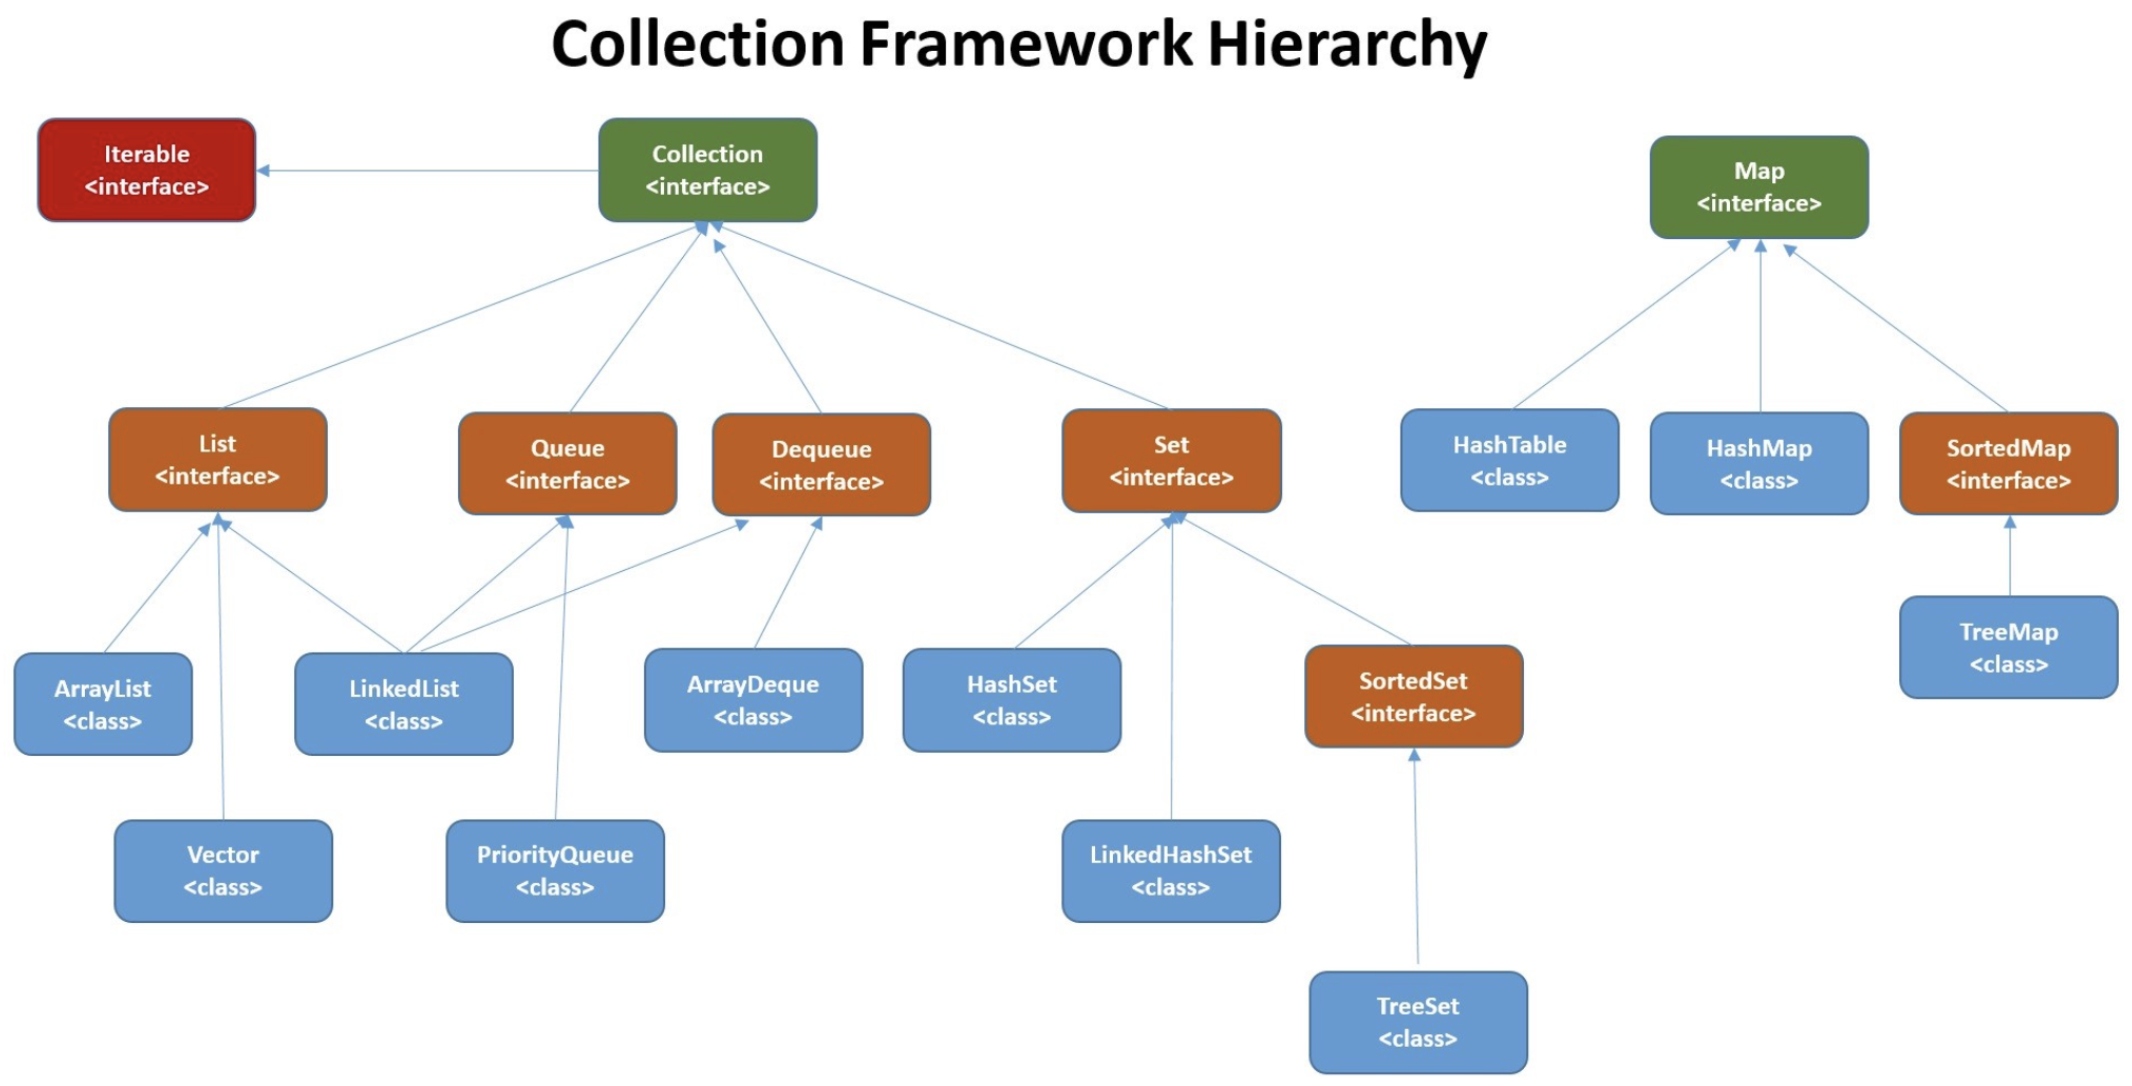 Collection Framework Hierarchy
Iterable
<interface>
Collection
<interface>
Map
<interface>
List
<interface>
Queue
<interface>
Dequeue
<interface>
Set
<interface>
HashTable
<class>
HashMap
<class>
SortedMap
<interface>
ArrayList
<class>
LinkedList
<class>
ArrayDeque
<class>
HashSet
<class>
SortedSet
<interface>
TreeMap
<class>
Vector
<class>
PriorityQueue
<class>
LinkedHashSet
<class>
TreeSet
<class>